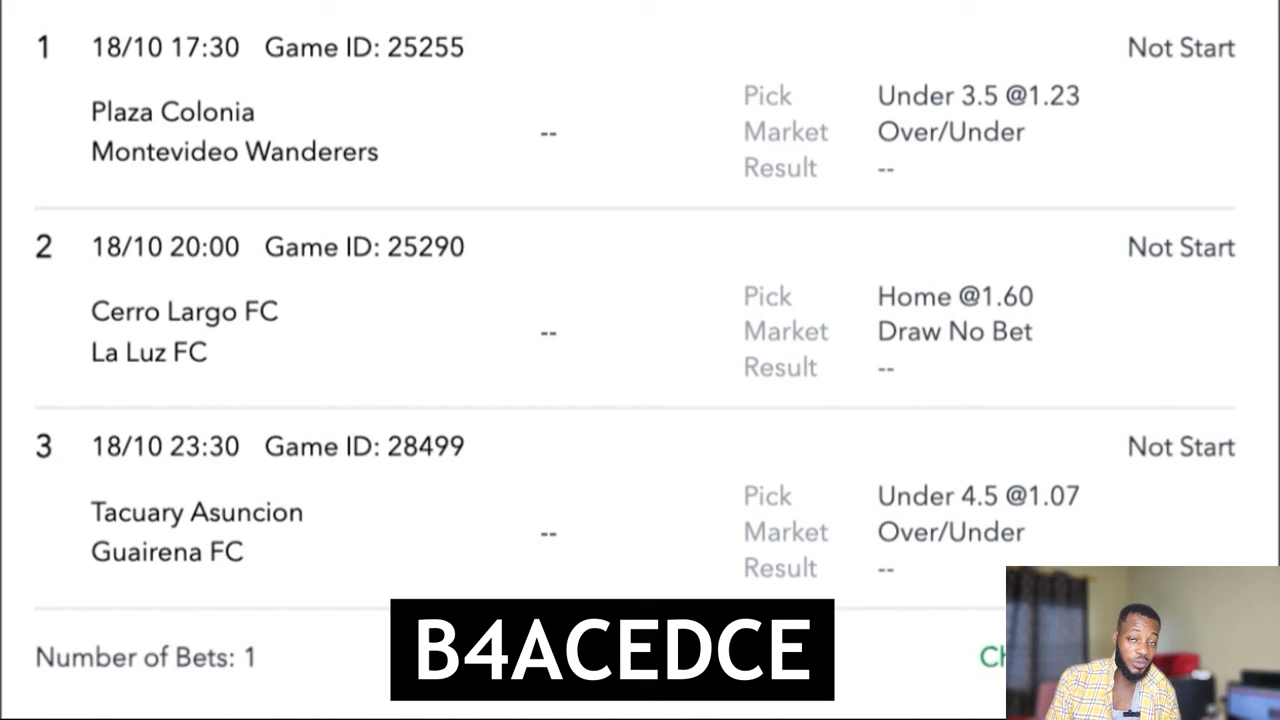 1 18/10 17:30 Game ID: 25255 Not Start
Plaza Colonia
Montevideo Wanderers
--
Pick Under 3.5 @1.23
Market Over/Under
Result --
2 18/10 20:00 Game ID: 25290 Not Start
Cerro Largo FC
La Luz FC
--
Pick Home @1.60
Market Draw No Bet
Result --
3 18/10 23:30 Game ID: 28499 Not Start
Tacuary Asuncion
Guairena FC
--
Pick Under 4.5 @1.07
Market Over/Under
Result --
Number of Bets: 1
B4ACEDCE